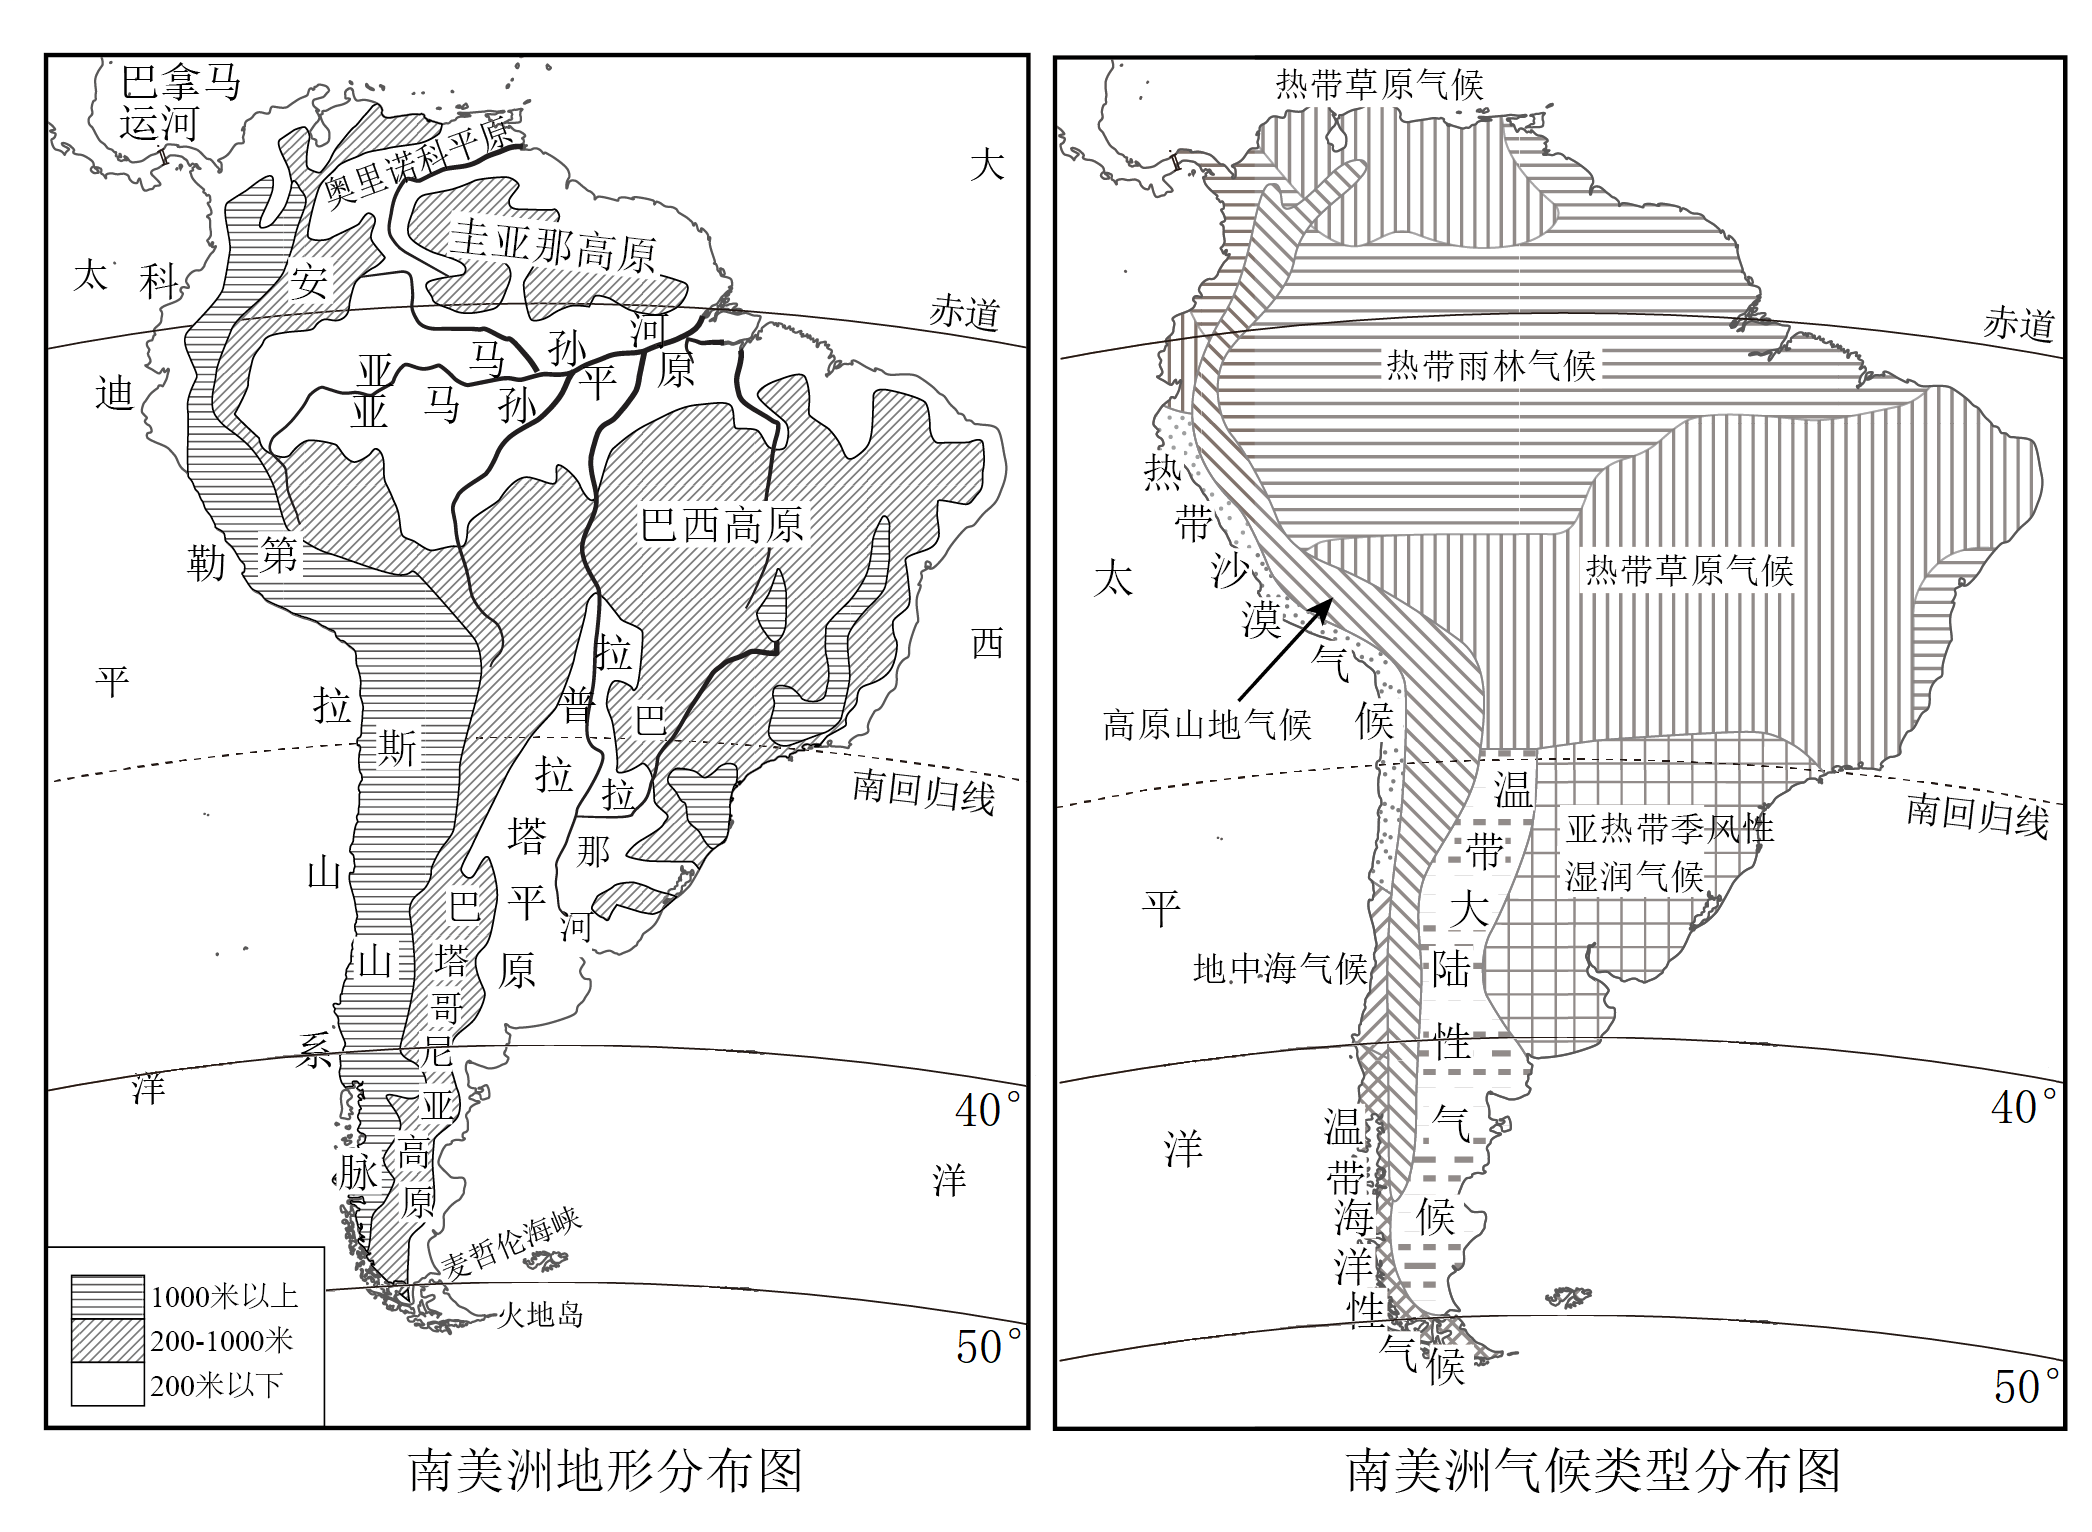 巴拿马
运河
奥里诺科平原
圭亚那高原
大
西
洋
太
平
洋
赤道
亚马孙河
亚马孙平原
巴西高原
科迪勒拉山系
安第斯山脉
拉普拉塔平原
巴拉那河
巴塔哥尼亚高原
南回归线
40°
麦哲伦海峡
火地岛
50°
1000米以上
200-1000米
200米以下
南美洲地形分布图
热带草原气候
赤道
热带雨林气候
热带沙漠气候
热带草原气候
太
平
洋
高原山地气候
南回归线
温带大陆性气候
亚热带季风性
湿润气候
地中海气候
40°
温带海洋性气候
50°
南美洲气候类型分布图